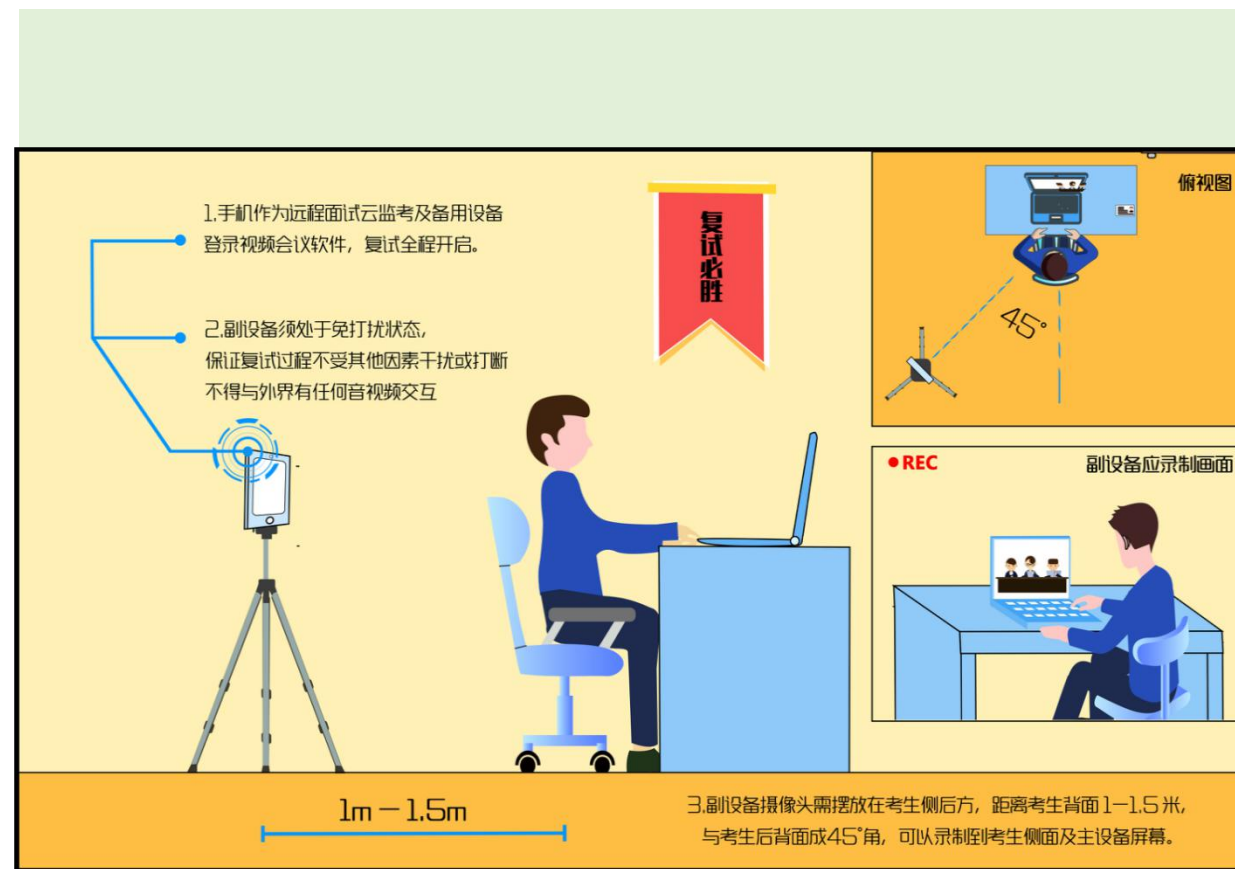 1.手机作为远程面试云监考及备用设备
登录视频会议软件，复试全程开启。
2.副设备须处于免打扰状态，
保证复试过程不受其他因素干扰或打断
不得与外界有任何音视频交互
复试必胜
俯视图
45°
REC
副设备应录制画面
1m－1.5m
3.副设备摄像头需摆放在考生侧后方，距离考生背面1－1.5米，
与考生后背面成45°角，可以录制到考生侧面及主设备屏幕。